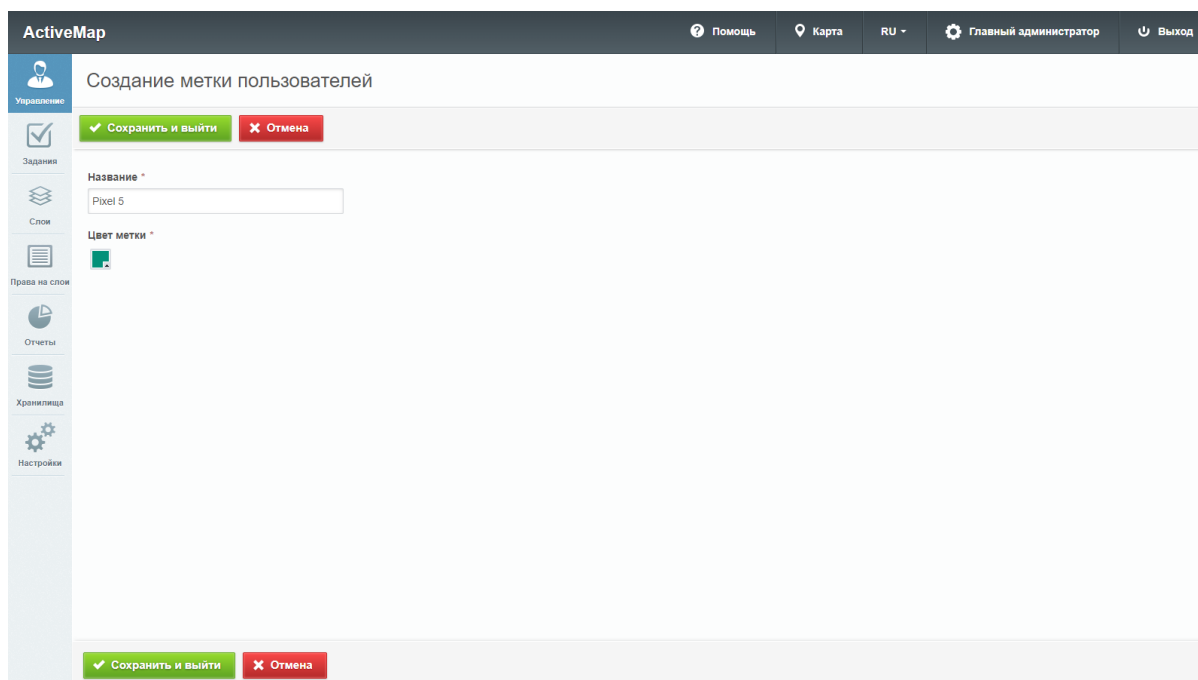 ActiveMap
Помощь
Карта
RU
Главный администратор
Выход
Управление
Создание метки пользователей
Сохранить и выйти
Отмена
Задания
Название *
Pixel 5
Слои
Цвет метки *
Права на слои
Отчеты
Хранилища
Настройки
Сохранить и выйти
Отмена